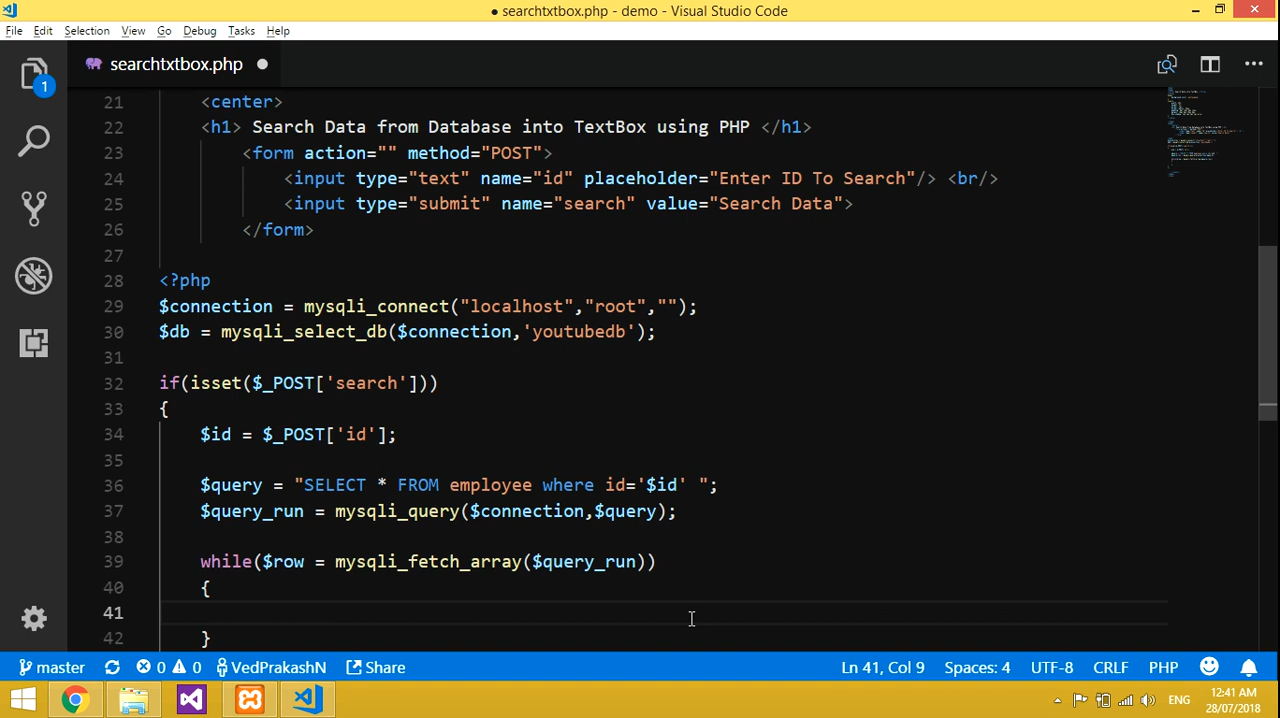 ● searchtxtbox.php - demo - Visual Studio Code
File Edit Selection View Go Debug Tasks Help
1
searchtxtbox.php ●
21 <center>
22 <h1> Search Data from Database into TextBox using PHP </h1>
23 <form action="" method="POST">
24 <input type="text" name="id" placeholder="Enter ID To Search"/> <br/>
25 <input type="submit" name="search" value="Search Data">
26 </form>
27
28 <?php
29 $connection = mysqli_connect("localhost","root","");
30 $db = mysqli_select_db($connection,'youtubedb');
31
32 if(isset($_POST['search']))
33 {
34 $id = $_POST['id'];
35
36 $query = "SELECT * FROM employee where id='$id' ";
37 $query_run = mysqli_query($connection,$query);
38
39 while($row = mysqli_fetch_array($query_run))
40 {
41
42 }
master 0 0 VedPrakashN Share Ln 41, Col 9 Spaces: 4 UTF-8 CRLF PHP
ENG 12:41 AM
28/07/2018